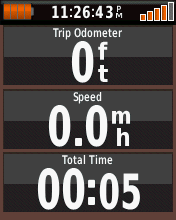 11:26:43 PM
Trip Odometer
0 ft
Speed
0.0 mh
Total Time
00:05